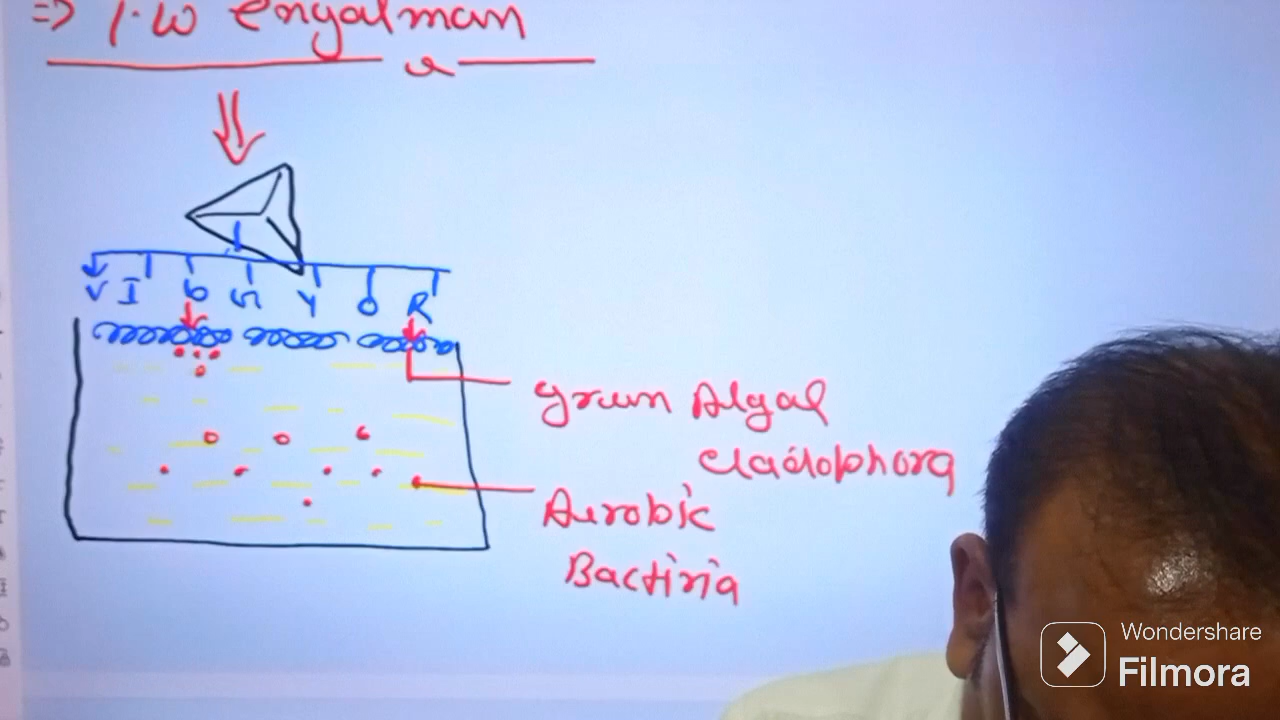 ⇒ T.W Engalman
V I b G Y O R
Green Algal
cladophora
Aerobic
Bactiria
Wondershare
Filmora